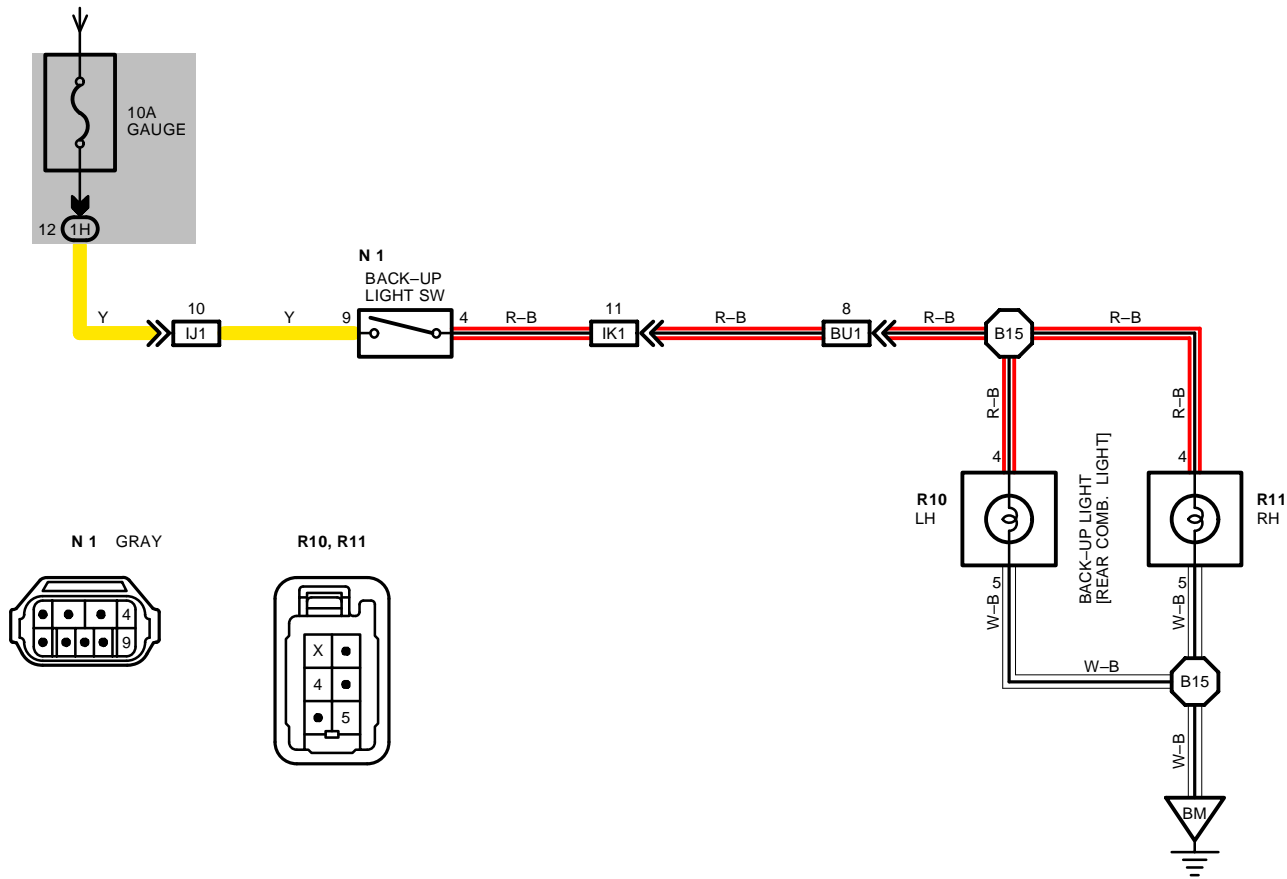 10A
GAUGE
12 1H
N 1
BACK–UP
LIGHT SW
Y
10
IJ1
Y
9
4
R–B
11
IK1
R–B
8
BU1
R–B
B15
R–B
R–B
R–B
4
4
R10
LH
BACK–UP LIGHT
[REAR COMB. LIGHT]
R11
RH
5
5
W–B
W–B
W–B
B15
W–B
BM
N 1 GRAY
4
9
R10, R11
X
4
5